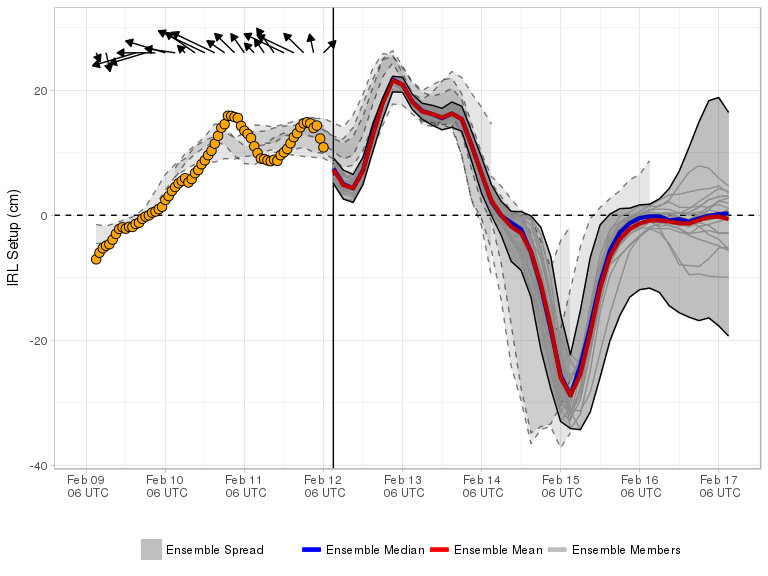 IRL Setup (cm)
20
0
-20
-40
Feb 09 Feb 10 Feb 11 Feb 12 Feb 13 Feb 14 Feb 15 Feb 16 Feb 17
06 UTC 06 UTC 06 UTC 06 UTC 06 UTC 06 UTC 06 UTC 06 UTC 06 UTC
Ensemble Spread Ensemble Median Ensemble Mean Ensemble Members